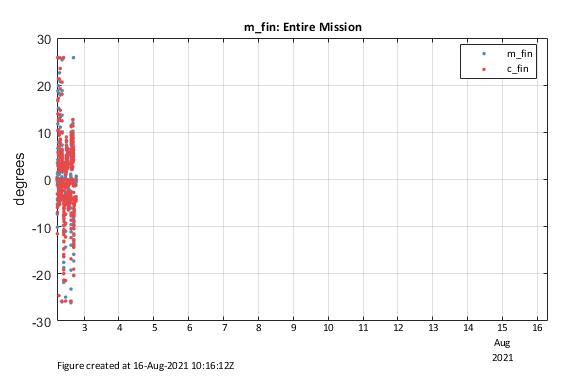 m_fin: Entire Mission
30
20
10
0
-10
-20
-30
degrees
m_fin
c_fin
3 4 5 6 7 8 9 10 11 12 13 14 15 16
Aug
2021
Figure created at 16-Aug-2021 10:16:12Z